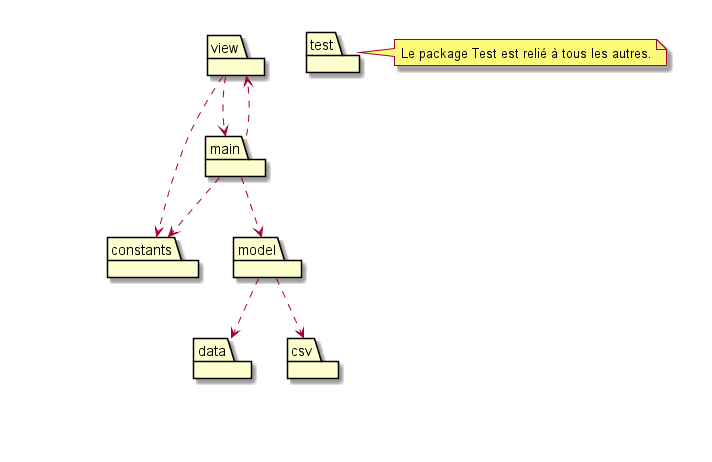 view
test
Le package Test est relié à tous les autres.
main
constants
model
data
csv